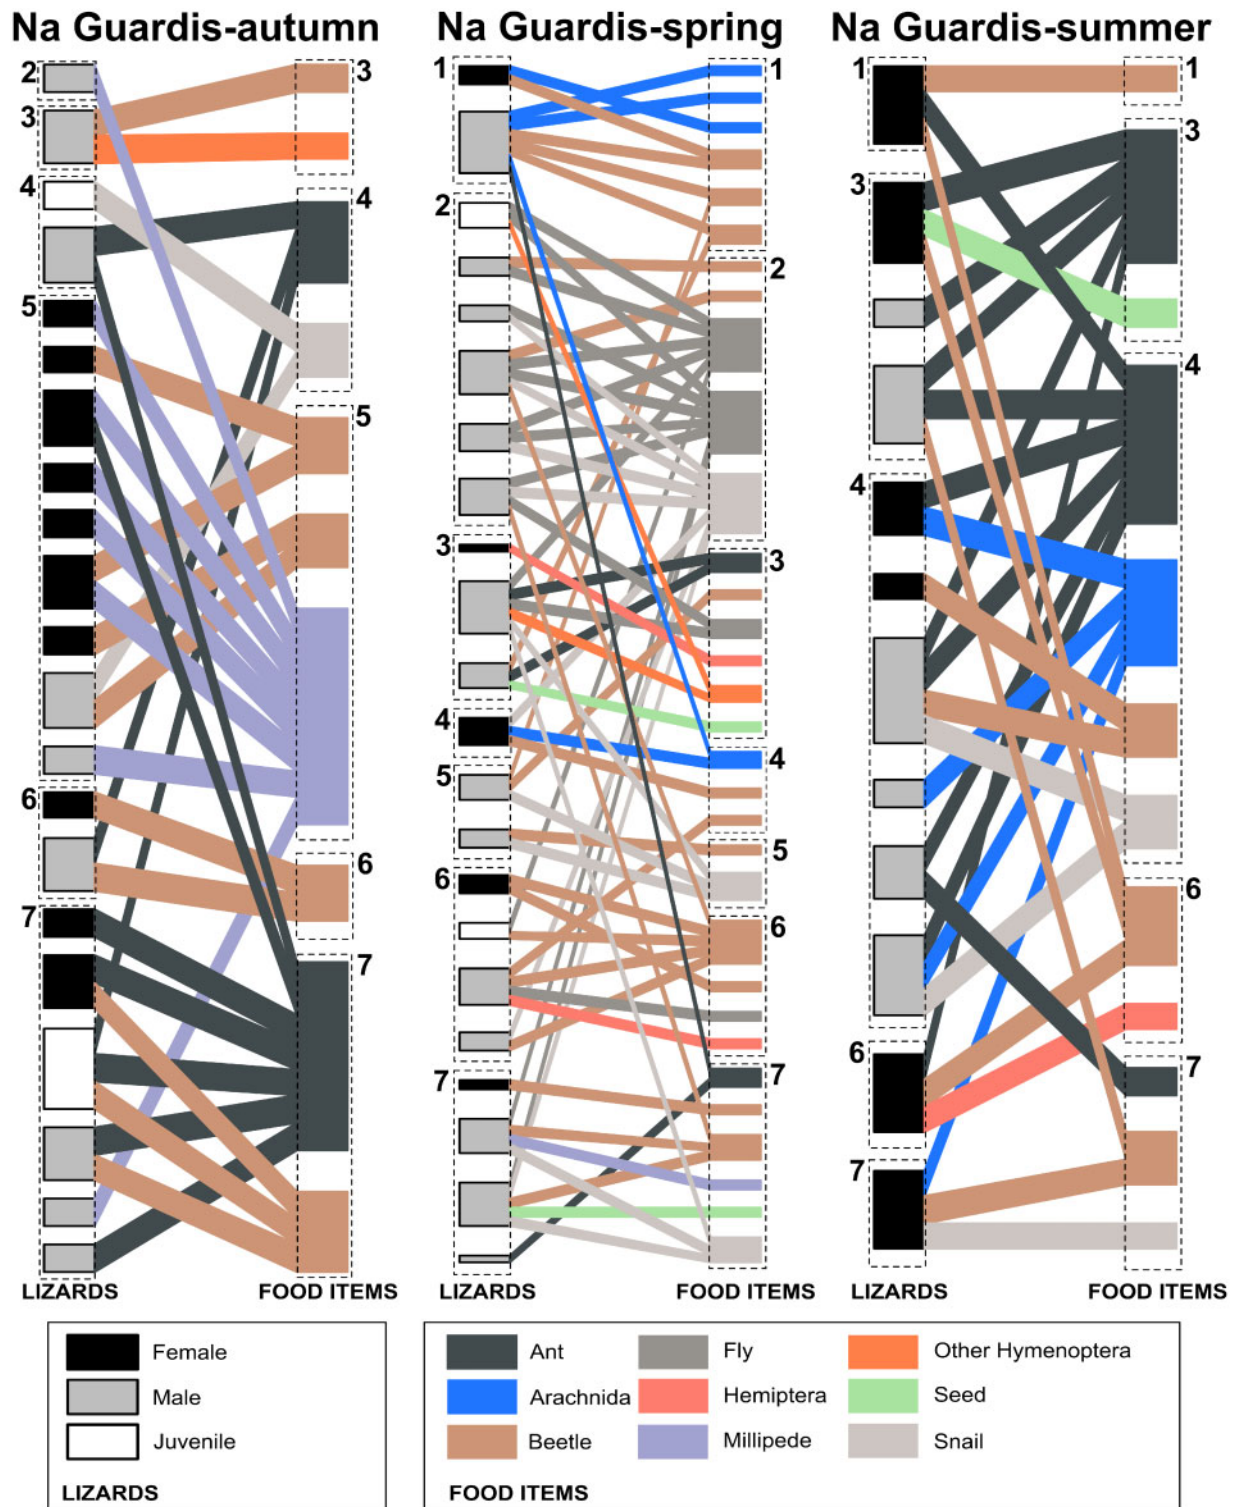 Na Guardis-autumn
2
3
4
5
6
7
3
4
5
6
7
LIZARDS FOOD ITEMS
Na Guardis-spring
1
2
3
4
5
6
7
1
2
3
4
5
6
7
LIZARDS FOOD ITEMS
Na Guardis-summer
1
3
4
6
7
1
3
4
6
7
LIZARDS FOOD ITEMS
Female
Male
Juvenile
LIZARDS
Ant Fly Other Hymenoptera
Arachnida Hemiptera Seed
Beetle Millipede Snail
FOOD ITEMS